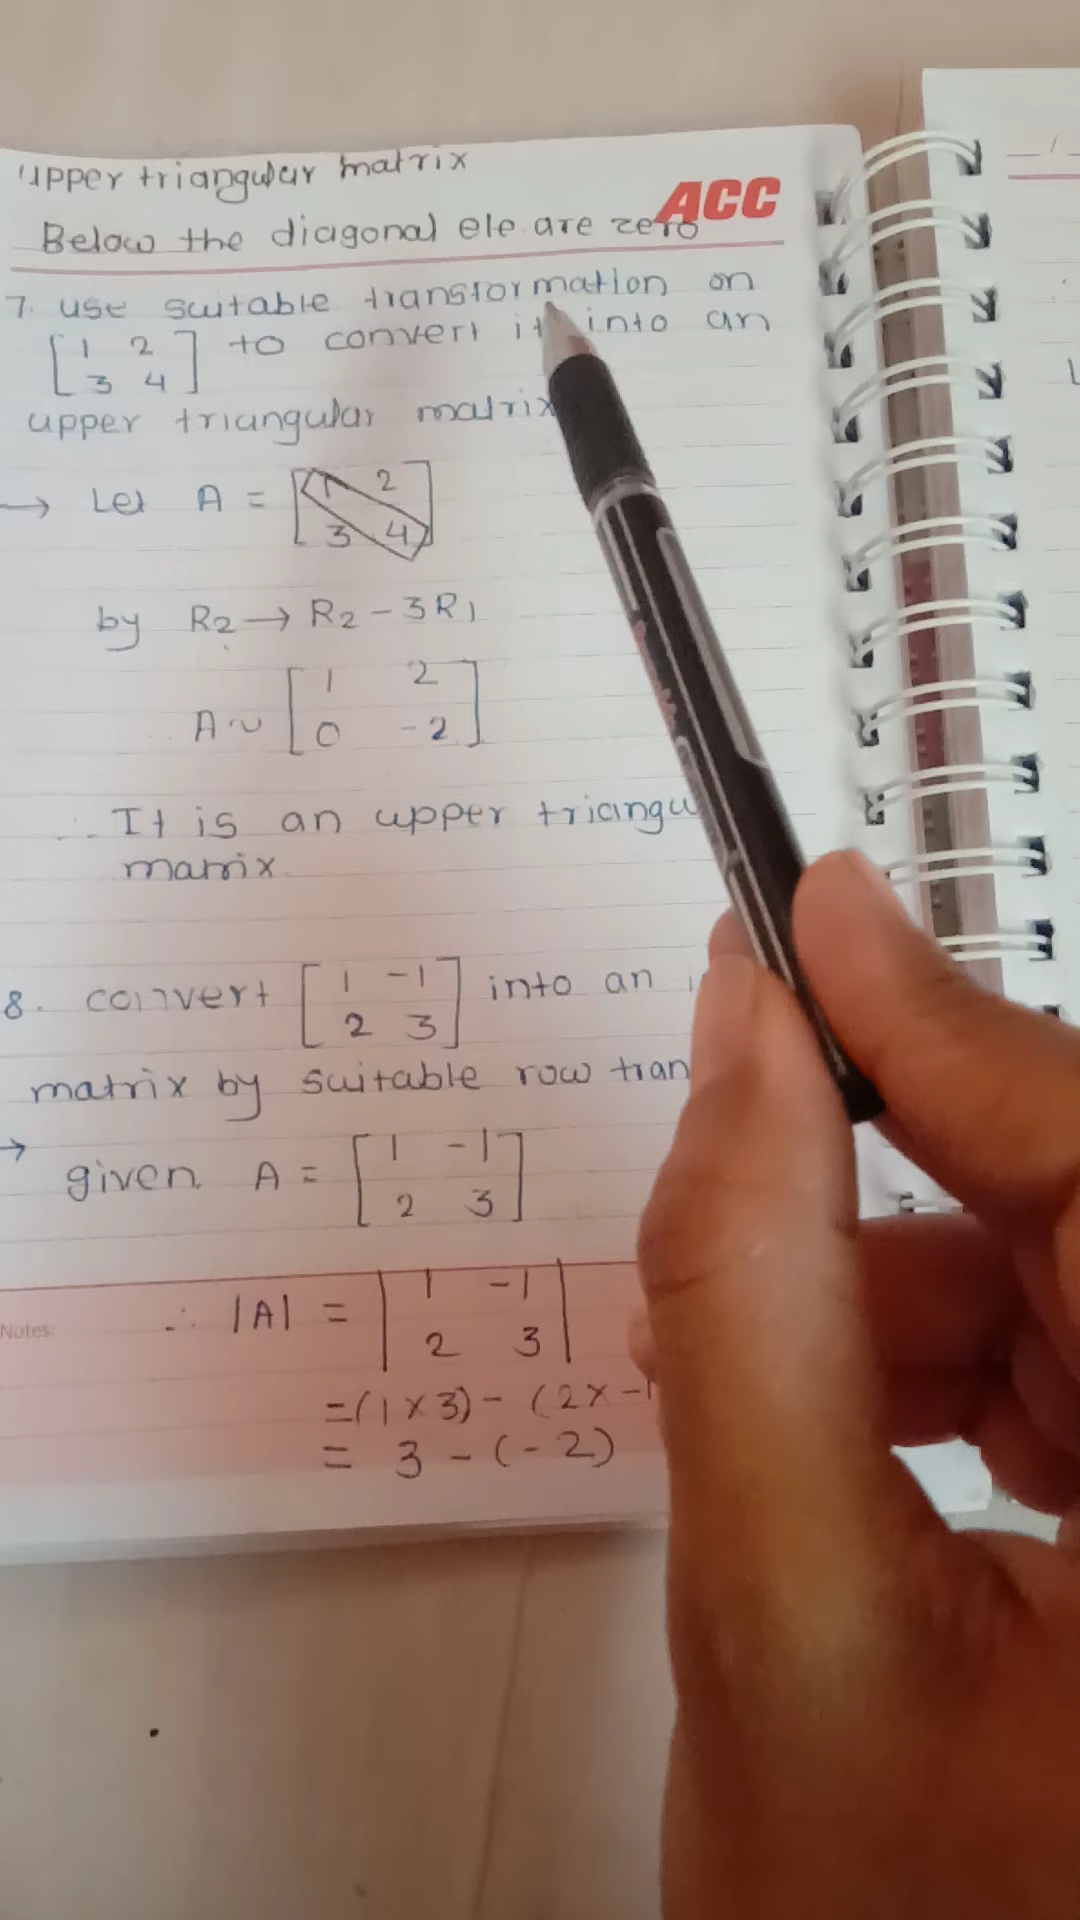 Upper triangular matrix
ACC
Below the diagonal ele. are zero
7. use suitable transformation on
[1 2
3 4] to convert it into an
upper triangular matrix
→ Let A = [1 2
3 4]
by R2 → R2 - 3R1
A ~ [1 2
0 -2]
∴ It is an upper
matrix.
8. convert [1 -1
2 3] into an
matrix by suitable row
→ given A = [1 -1
2 3]
Notes:
∴ |A| = |1 -1
2 3|
= (1 × 3) - (2 × -1
= 3 - (-2)